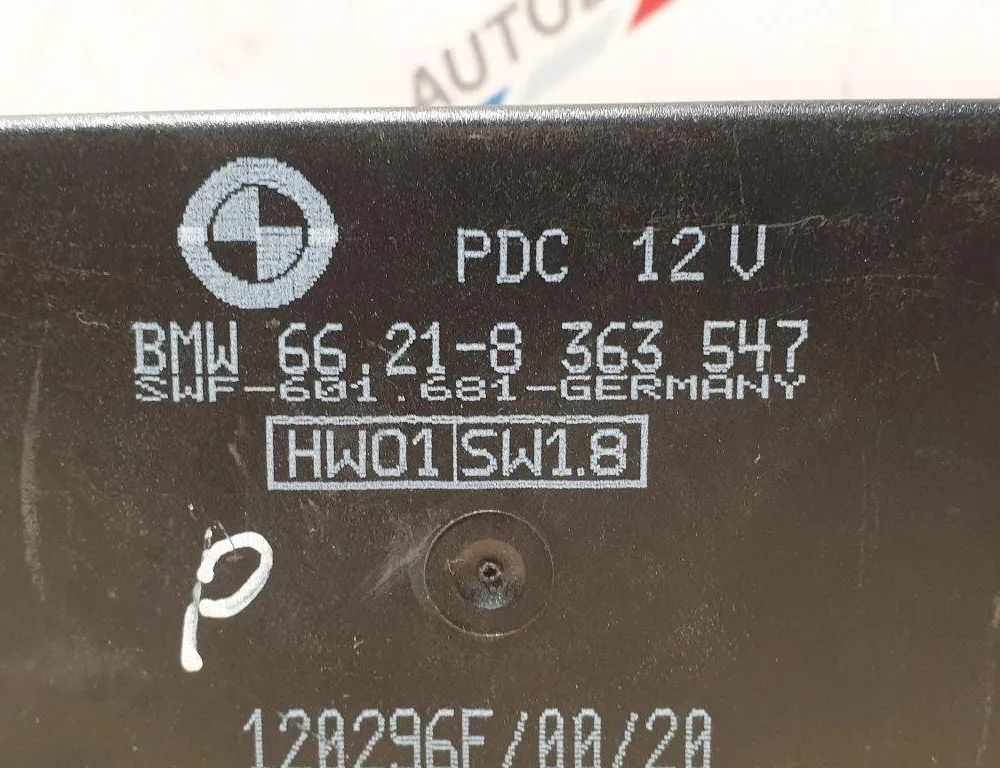 PDC 12V
BMW 66.21-8 363 547
SWF-601.681-GERMANY
HW01 SW1.8
P
120296F/00/20